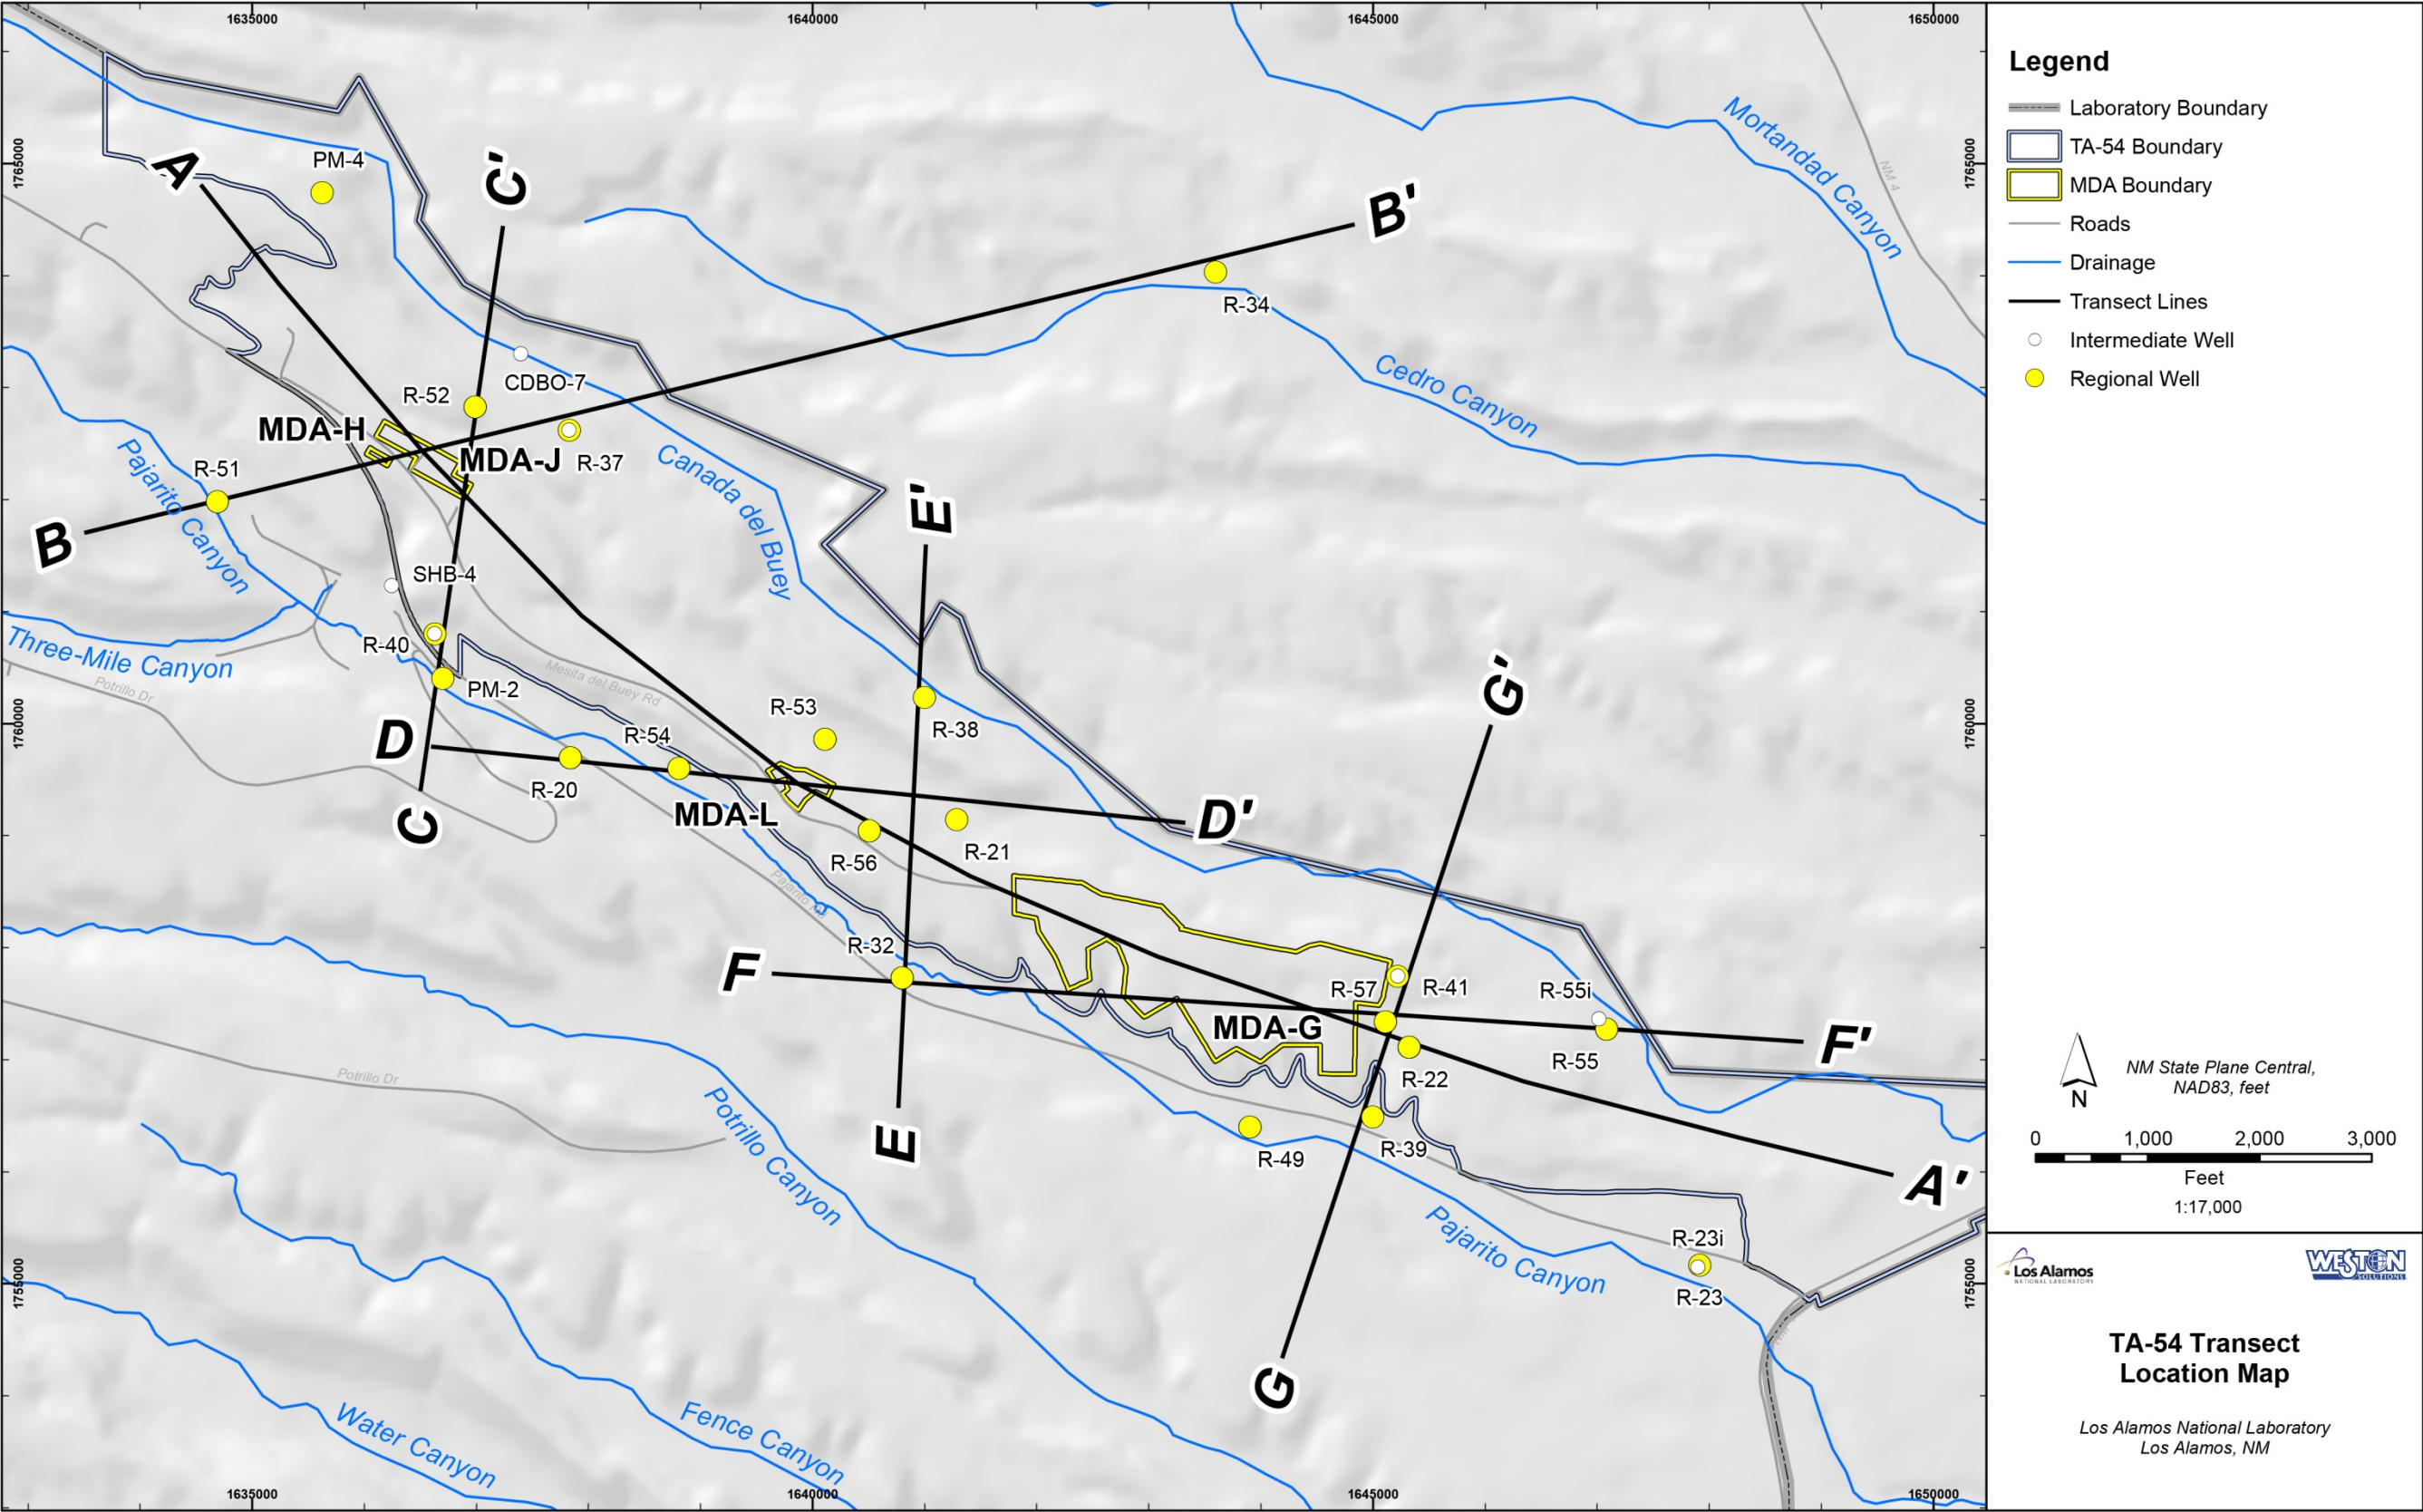 1635000
1640000
1645000
1650000
1765000
1765000
Mortandad Canyon
NM 4
PM-4
A
C'
B'
R-34
Cedro Canyon
CDBO-7
R-52
MDA-H
MDA-J
R-37
R-51
Pajarito Canyon
B
Canada del Buey
E'
SHB-4
R-40
Three-Mile Canyon
Potrillo Dr
PM-2
Mesita del Buey Rd
G'
R-53
R-38
1760000
1760000
D
R-54
R-20
MDA-L
D'
C
R-56
R-21
Pajarito Rd
R-32
F
R-57
R-41
R-55i
MDA-G
F'
R-55
R-22
Potrillo Dr
Potrillo Canyon
E
R-49
R-39
A'
Pajarito Canyon
R-23i
R-23
1755000
1755000
G
Water Canyon
Fence Canyon
1635000
1640000
1645000
1650000
Legend
Laboratory Boundary
TA-54 Boundary
MDA Boundary
Roads
Drainage
Transect Lines
Intermediate Well
Regional Well
N
NM State Plane Central,
NAD83, feet
0 1,000 2,000 3,000
Feet
1:17,000
Los Alamos
NATIONAL LABORATORY
WESTON
SOLUTIONS
TA-54 Transect
Location Map
Los Alamos National Laboratory
Los Alamos, NM